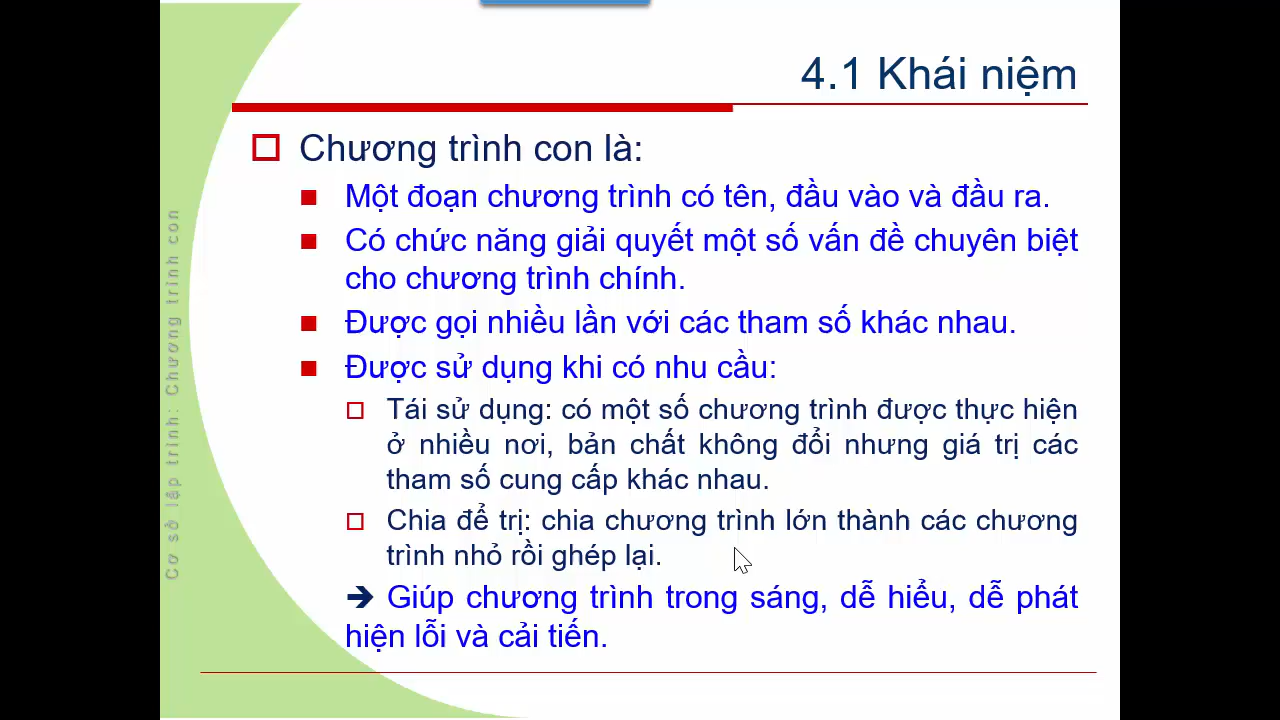 4.1 Khái niệm
Chương trình con là:
Một đoạn chương trình có tên, đầu vào và đầu ra.
Có chức năng giải quyết một số vấn đề chuyên biệt
cho chương trình chính.
Được gọi nhiều lần với các tham số khác nhau.
Được sử dụng khi có nhu cầu:
Tái sử dụng: có một số chương trình được thực hiện
ở nhiều nơi, bản chất không đổi nhưng giá trị các
tham số cung cấp khác nhau.
Chia để trị: chia chương trình lớn thành các chương
trình nhỏ rồi ghép lại.
➔ Giúp chương trình trong sáng, dễ hiểu, dễ phát
hiện lỗi và cải tiến.
Cơ sở lập trình: Chương trình con